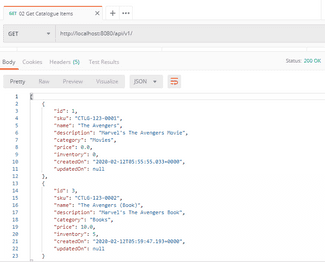 GET 02 Get Catalogue Items
GET http://localhost:8080/api/v1/
Body Cookies Headers (5) Test Results Status: 200 OK
Pretty Raw Preview Visualize JSON
1 [
2 {
3 "id": 1,
4 "sku": "CTLG-123-0001",
5 "name": "The Avengers",
6 "description": "Marvel's The Avengers Movie",
7 "category": "Movies",
8 "price": 0.0,
9 "inventory": 0,
10 "createdOn": "2020-02-12T05:55:55.833+0000",
11 "updatedOn": null
12 },
13 {
14 "id": 3,
15 "sku": "CTLG-123-0002",
16 "name": "The Avengers (Book)",
17 "description": "Marvel's The Avengers Book",
18 "category": "Books",
19 "price": 10.0,
20 "inventory": 5,
21 "createdOn": "2020-02-12T05:59:47.193+0000",
22 "updatedOn": null
23 }